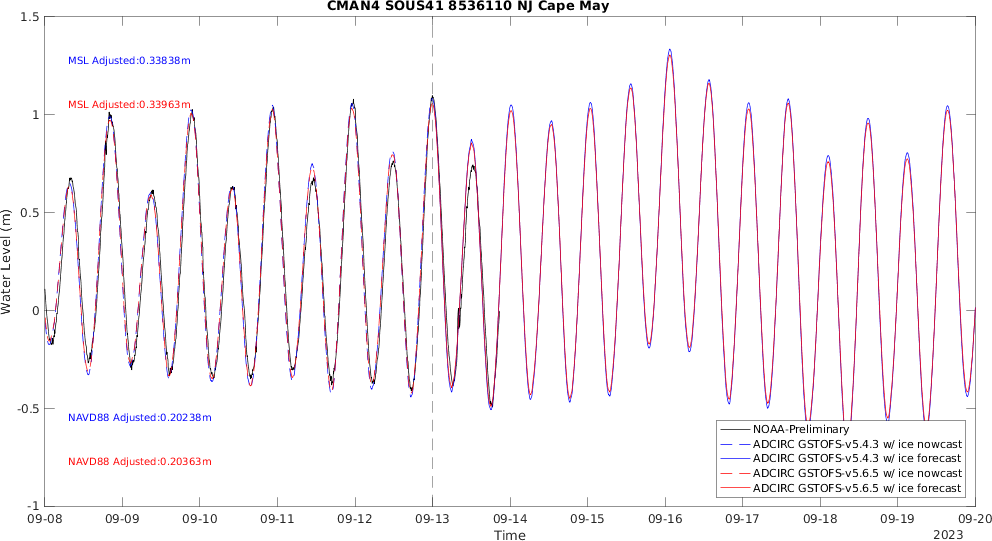 CMAN4 SOUS41 8536110 NJ Cape May
1.5
MSL Adjusted:0.33838m
MSL Adjusted:0.33963m
1
0.5
Water Level (m)
0
-0.5
NAVD88 Adjusted:0.20238m
NAVD88 Adjusted:0.20363m
NOAA-Preliminary
ADCIRC GSTOFS-v5.4.3 w/ ice nowcast
ADCIRC GSTOFS-v5.4.3 w/ ice forecast
ADCIRC GSTOFS-v5.6.5 w/ ice nowcast
ADCIRC GSTOFS-v5.6.5 w/ ice forecast
-1
09-08 09-09 09-10 09-11 09-12 09-13 09-14 09-15 09-16 09-17 09-18 09-19 09-20
Time
2023